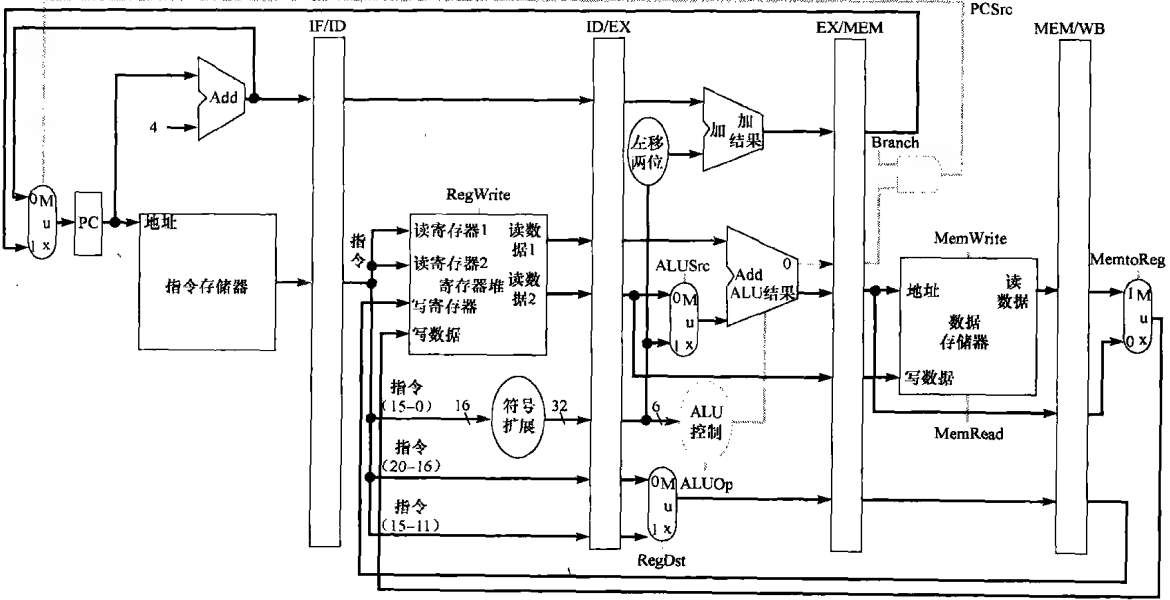 PCSrc
IF/ID
ID/EX
EX/MEM
MEM/WB
Add
4
左移
两位
加
加
结果
Branch
0 M
u
1 x
PC
地址
指令存储器
RegWrite
指
令
读寄存器1
读寄存器2
寄存器堆
写寄存器
写数据
读数
据1
读数
据2
ALUSrc
0 M
u
1 x
Add
0
ALU结果
MemWrite
地址
读
数据
数据
存储器
写数据
MemRead
MemtoReg
1 M
u
0 x
指令
(15-0)
16
符号
扩展
32
6
ALU
控制
指令
(20-16)
0 M
u
1 x
ALUOp
指令
(15-11)
RegDst